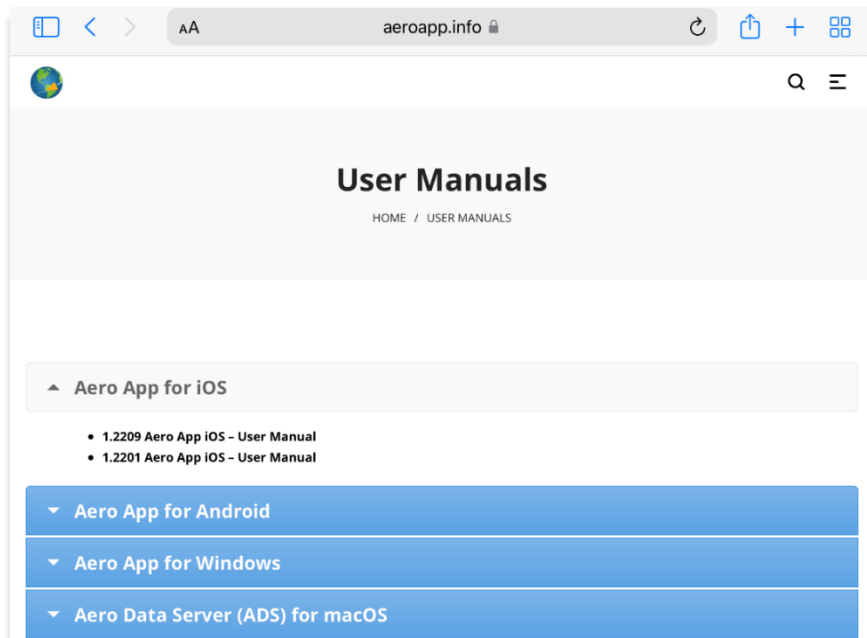 AA
aeroapp.info
User Manuals
HOME / USER MANUALS
Aero App for iOS
• 1.2209 Aero App iOS – User Manual
• 1.2201 Aero App iOS – User Manual
Aero App for Android
Aero App for Windows
Aero Data Server (ADS) for macOS